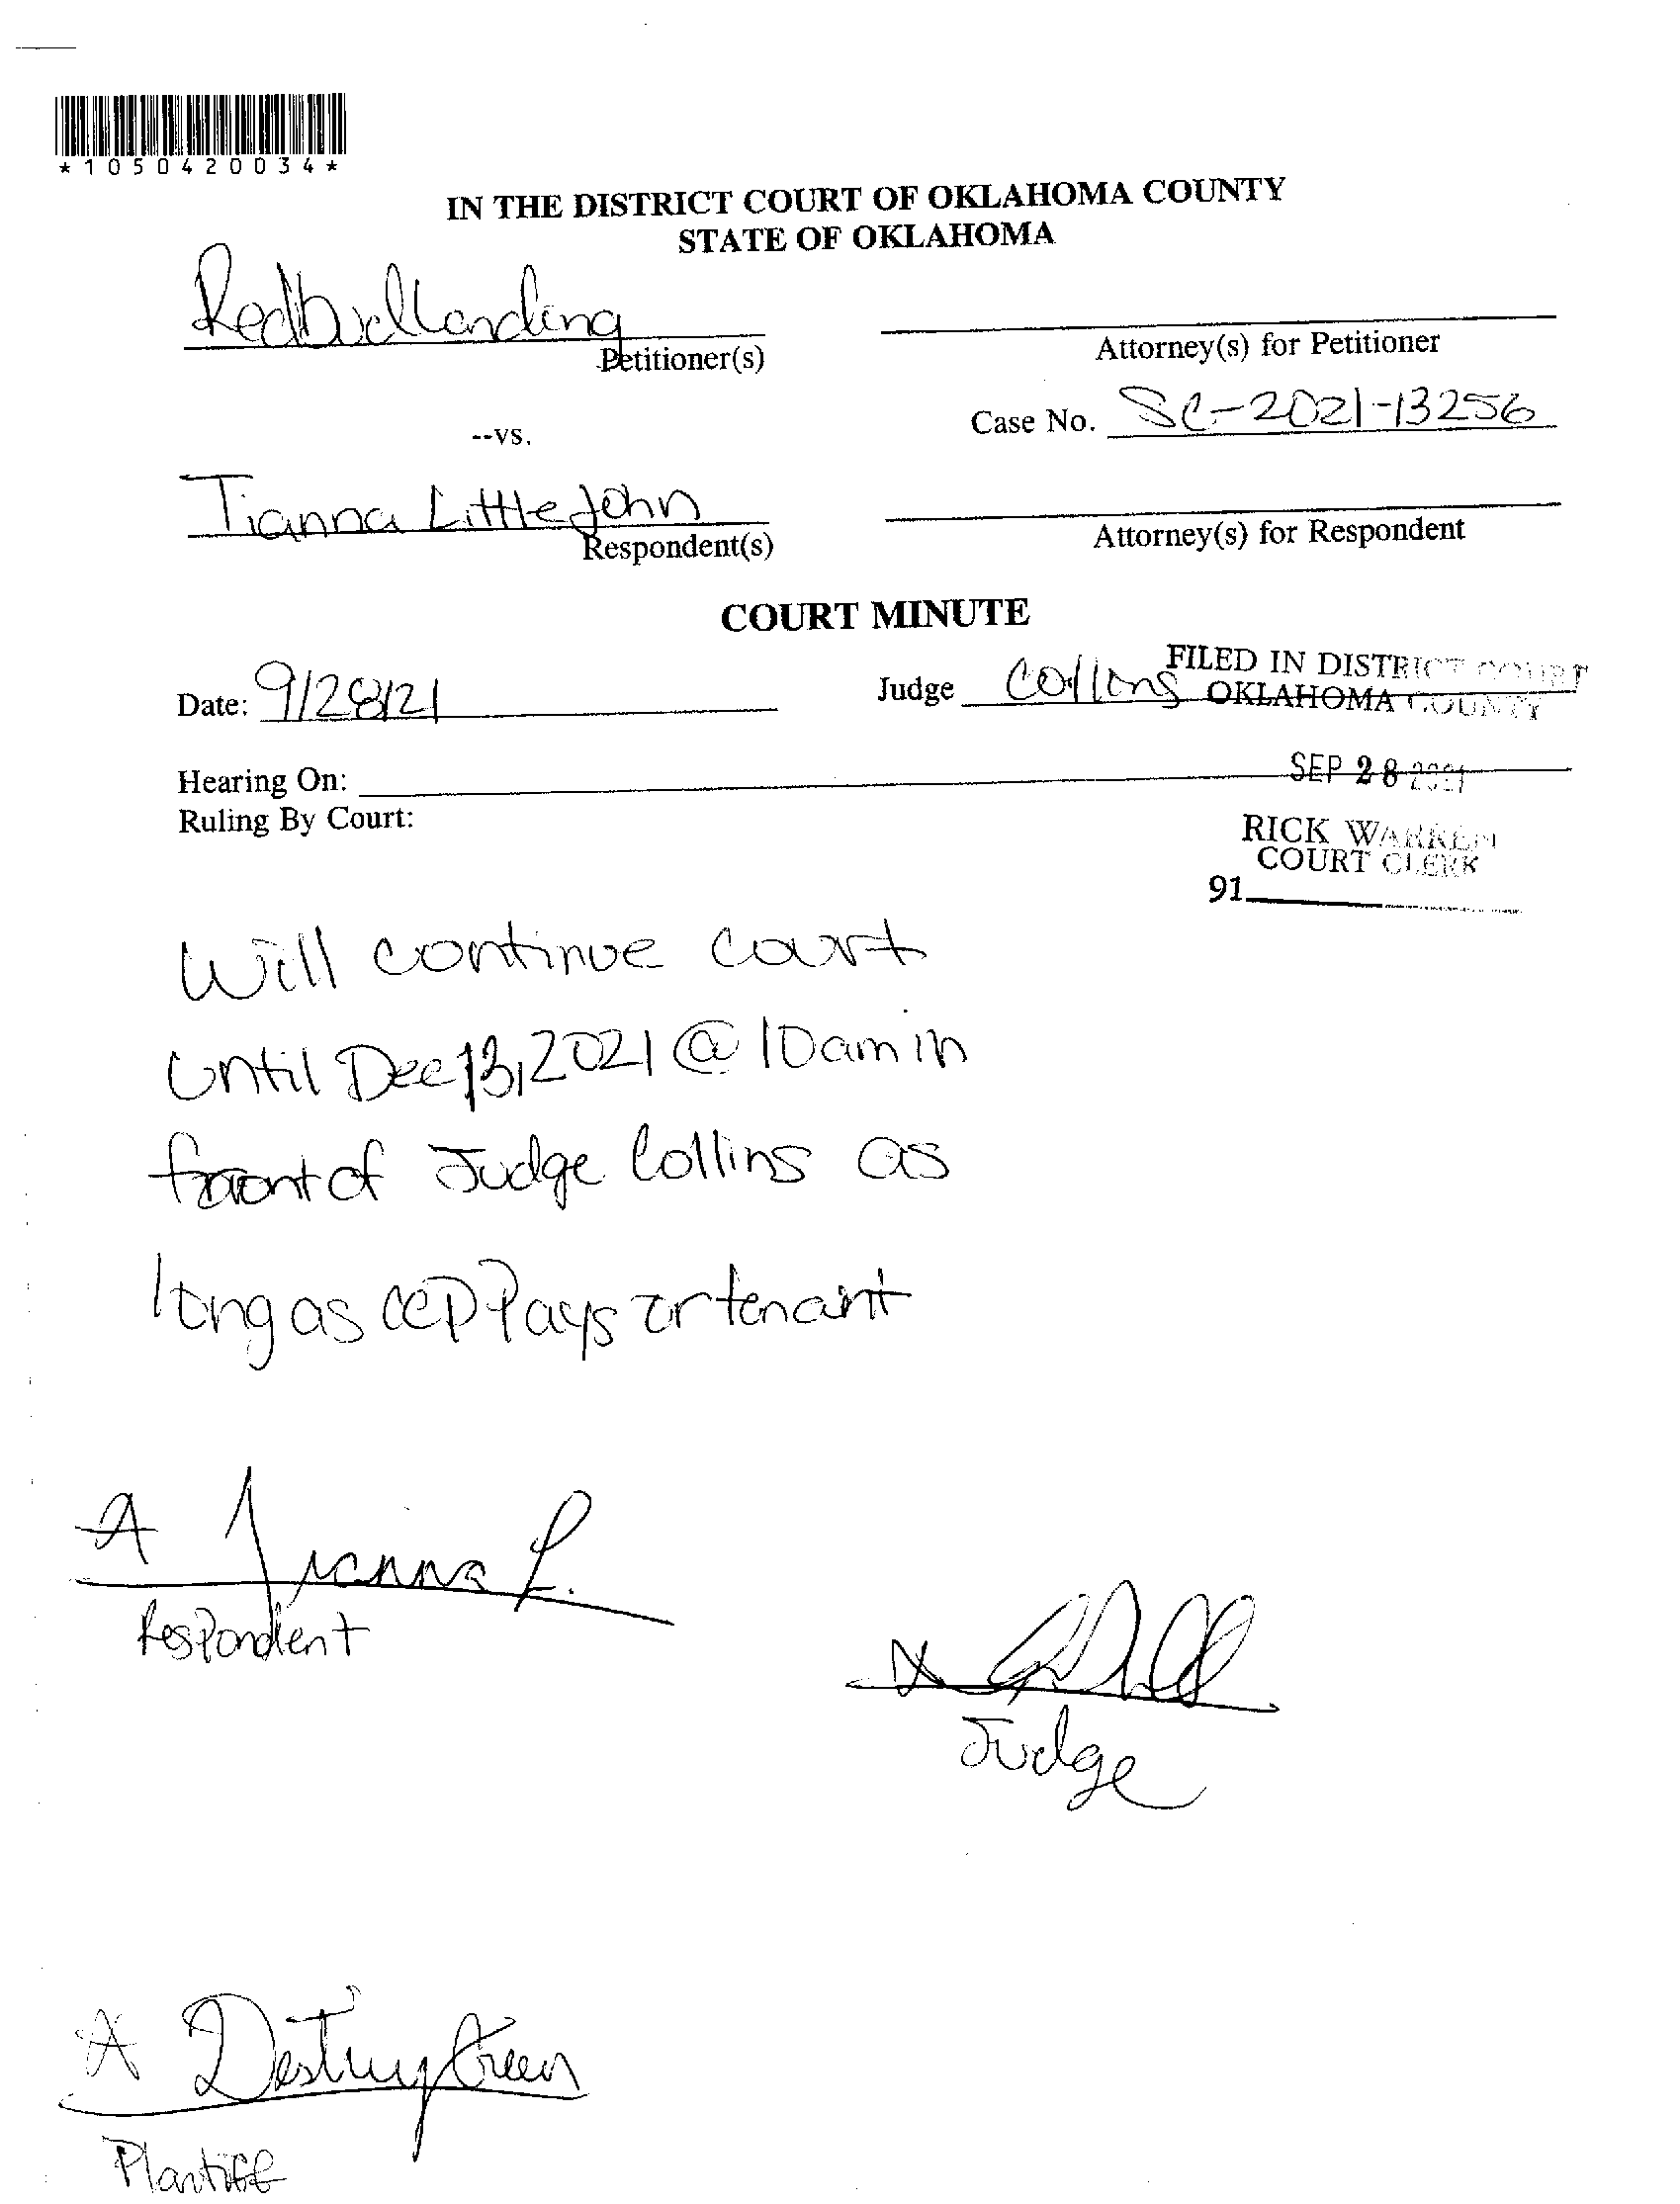 *1050420034*
IN THE DISTRICT COURT OF OKLAHOMA COUNTY
STATE OF OKLAHOMA
Redbud Landing
Petitioner(s)
Attorney(s) for Petitioner
Case No. SC-2021-13256
--vs.
Tianna LittleJohn
Respondent(s)
Attorney(s) for Respondent
COURT MINUTE
Date: 9/28/21
Judge Collins
FILED IN DISTRICT COURT
OKLAHOMA COUNTY
Hearing On:
SEP 28 2021
Ruling By Court:
RICK WARREN
COURT CLERK
91
Will continue court
until Dec 13, 2021 @ 10am in
front of Judge Collins as
long as CCP Pays or tenant
Tianna L.
Respondent
Judge
Destiny Green
Plantiff